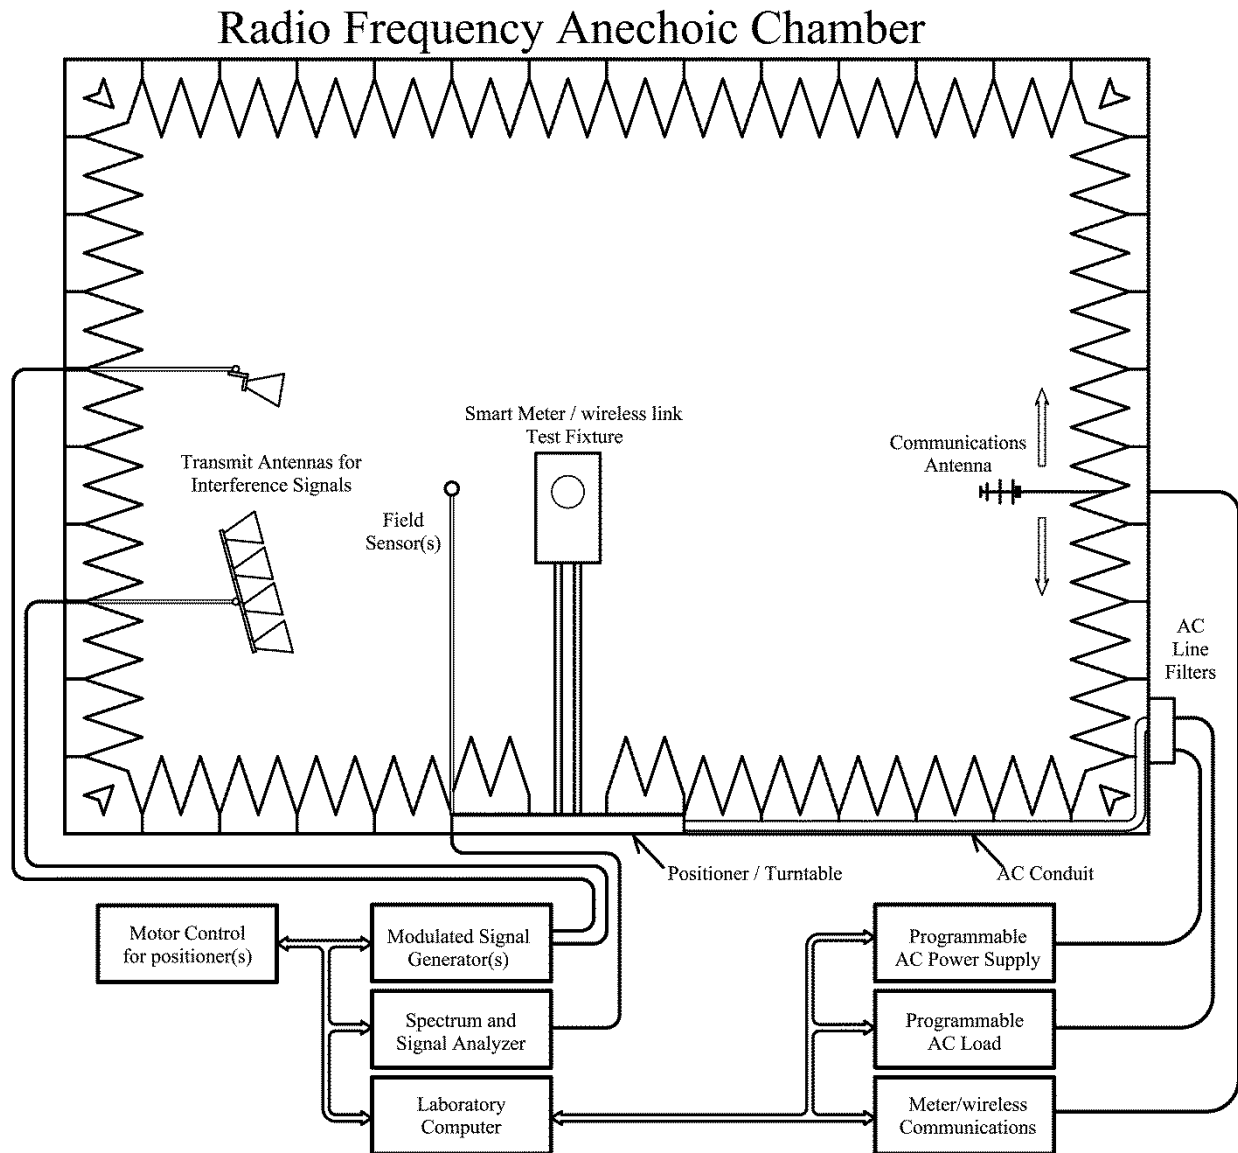 Radio Frequency Anechoic Chamber
Smart Meter / wireless link
Test Fixture
Communications
Antenna
Transmit Antennas for
Interference Signals
Field
Sensor(s)
AC
Line
Filters
Positioner / Turntable
AC Conduit
Motor Control
for positioner(s)
Modulated Signal
Generator(s)
Programmable
AC Power Supply
Spectrum and
Signal Analyzer
Programmable
AC Load
Laboratory
Computer
Meter/wireless
Communications